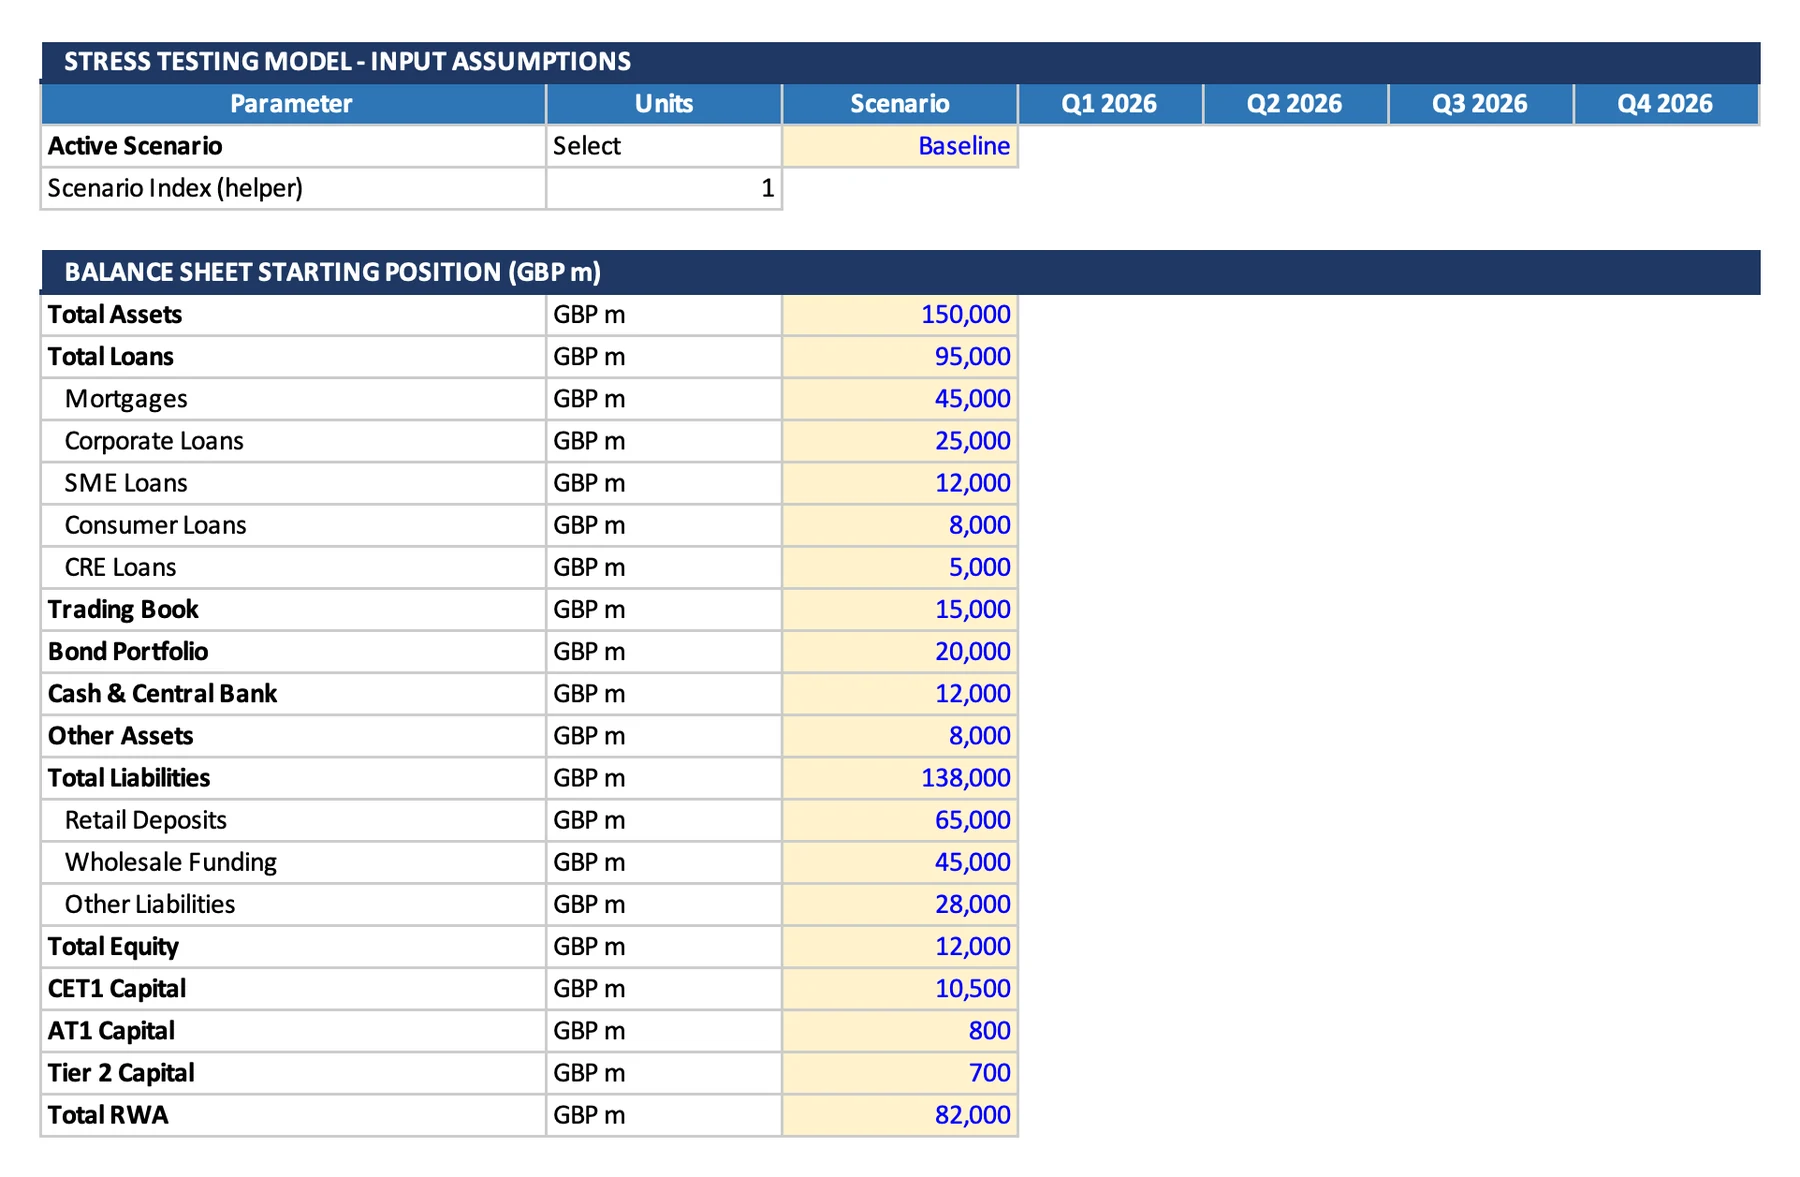 STRESS TESTING MODEL - INPUT ASSUMPTIONS
Parameter Units Scenario Q1 2026 Q2 2026 Q3 2026 Q4 2026
Active Scenario Select Baseline
Scenario Index (helper) 1
BALANCE SHEET STARTING POSITION (GBP m)
Total Assets GBP m 150,000
Total Loans GBP m 95,000
Mortgages GBP m 45,000
Corporate Loans GBP m 25,000
SME Loans GBP m 12,000
Consumer Loans GBP m 8,000
CRE Loans GBP m 5,000
Trading Book GBP m 15,000
Bond Portfolio GBP m 20,000
Cash & Central Bank GBP m 12,000
Other Assets GBP m 8,000
Total Liabilities GBP m 138,000
Retail Deposits GBP m 65,000
Wholesale Funding GBP m 45,000
Other Liabilities GBP m 28,000
Total Equity GBP m 12,000
CET1 Capital GBP m 10,500
AT1 Capital GBP m 800
Tier 2 Capital GBP m 700
Total RWA GBP m 82,000